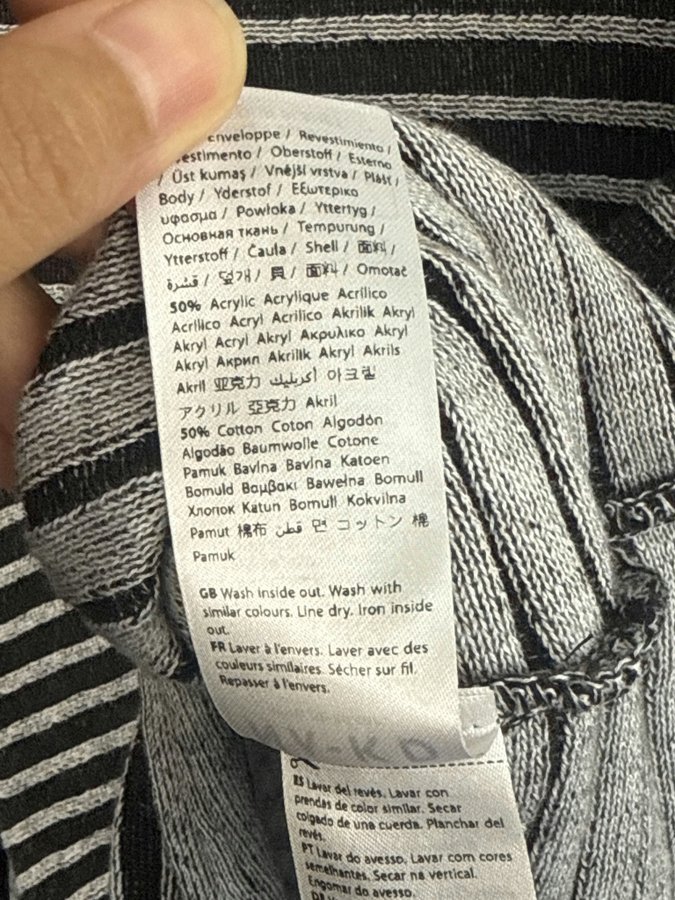 enveloppe / Revestimiento /
Oberstoff / Esterno
/ Üst kumaş / Vnější vrstva / Plášť /
Body / Yderstof / Εξωτερικο
υφασμα / Powłoka / Yttertyg /
Основная ткань / Tempurung /
Ytterstoff / Čaula / Shell / 面料 /
قشرة / 덮개 / 貝 / 面料 / Omotač
50% Acrylic Acrylique Acrílico
Acrilico Acryl Acrilico Akrilik Akryl
Akryl Acryl Akryl Ακρυλικο Akryl
Akryl Акрил Akrilik Akryl Akrils
Akril 亚克力 أكريليك 아크릴
アクリル 亞克力 Akril
50% Cotton Coton Algodón
Algodão Baumwolle Cotone
Pamuk Bavlna Bavlna Katoen
Bomuld Βαμβακι Bawełna Bomull
Хлопок Katun Bomull Kokvilna
Pamut 棉布 قطن 면 コットン 棉
Pamuk
GB Wash inside out. Wash with
similar colours. Line dry. Iron inside
out.
FR Laver à l'envers. Laver avec des
couleurs similaires. Sécher sur fil.
Repasser à l'envers.
ES Lavar del revés. Lavar con
prendas de color similar. Secar
colgado de una cuerda. Planchar del
revés.
PT Lavar do avesso. Lavar com cores
semelhantes. Secar na vertical.
Engomar do avesso.